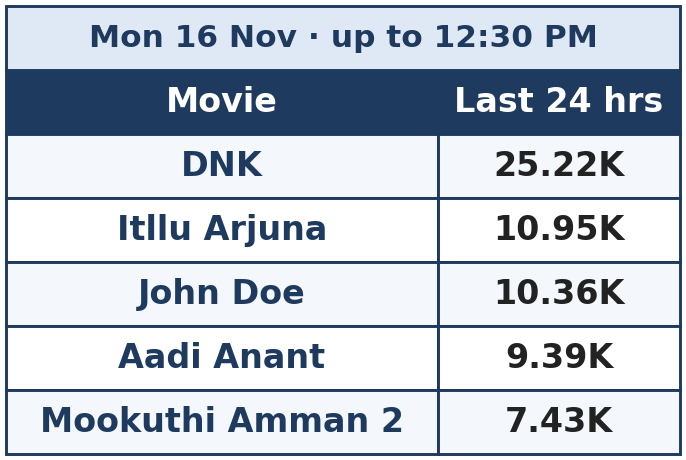 Mon 16 Nov · up to 12:30 PM
Movie Last 24 hrs
DNK 25.22K
Itllu Arjuna 10.95K
John Doe 10.36K
Aadi Anant 9.39K
Mookuthi Amman 2 7.43K